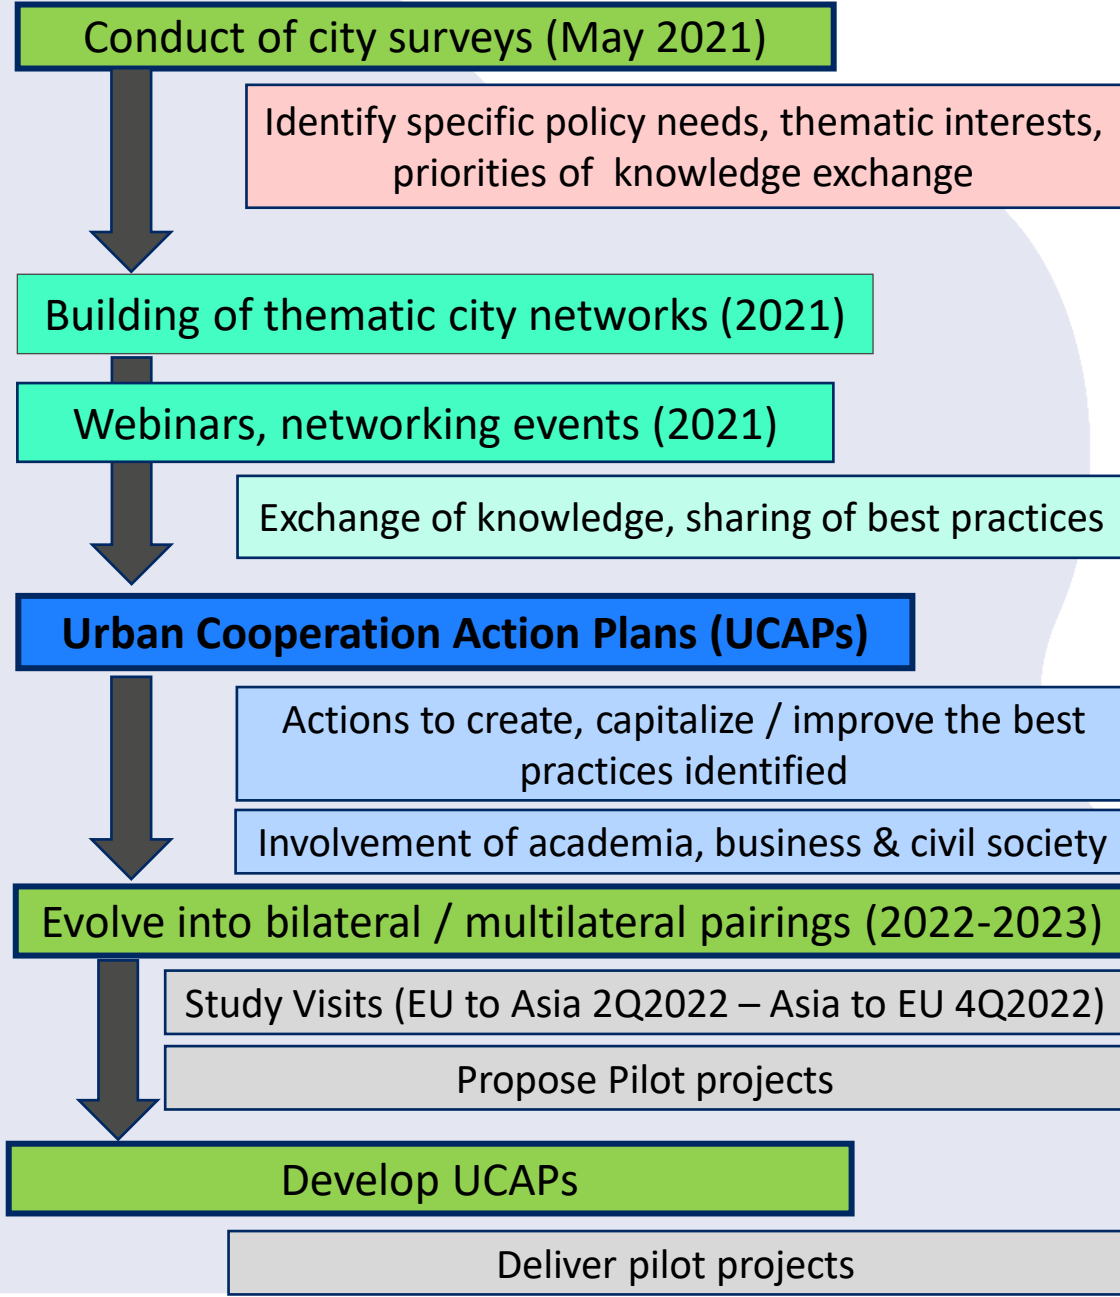 Conduct of city surveys (May 2021)
Identify specific policy needs, thematic interests,
priorities of knowledge exchange
Building of thematic city networks (2021)
Webinars, networking events (2021)
Exchange of knowledge, sharing of best practices
Urban Cooperation Action Plans (UCAPs)
Actions to create, capitalize / improve the best
practices identified
Involvement of academia, business & civil society
Evolve into bilateral / multilateral pairings (2022-2023)
Study Visits (EU to Asia 2Q2022 – Asia to EU 4Q2022)
Propose Pilot projects
Develop UCAPs
Deliver pilot projects